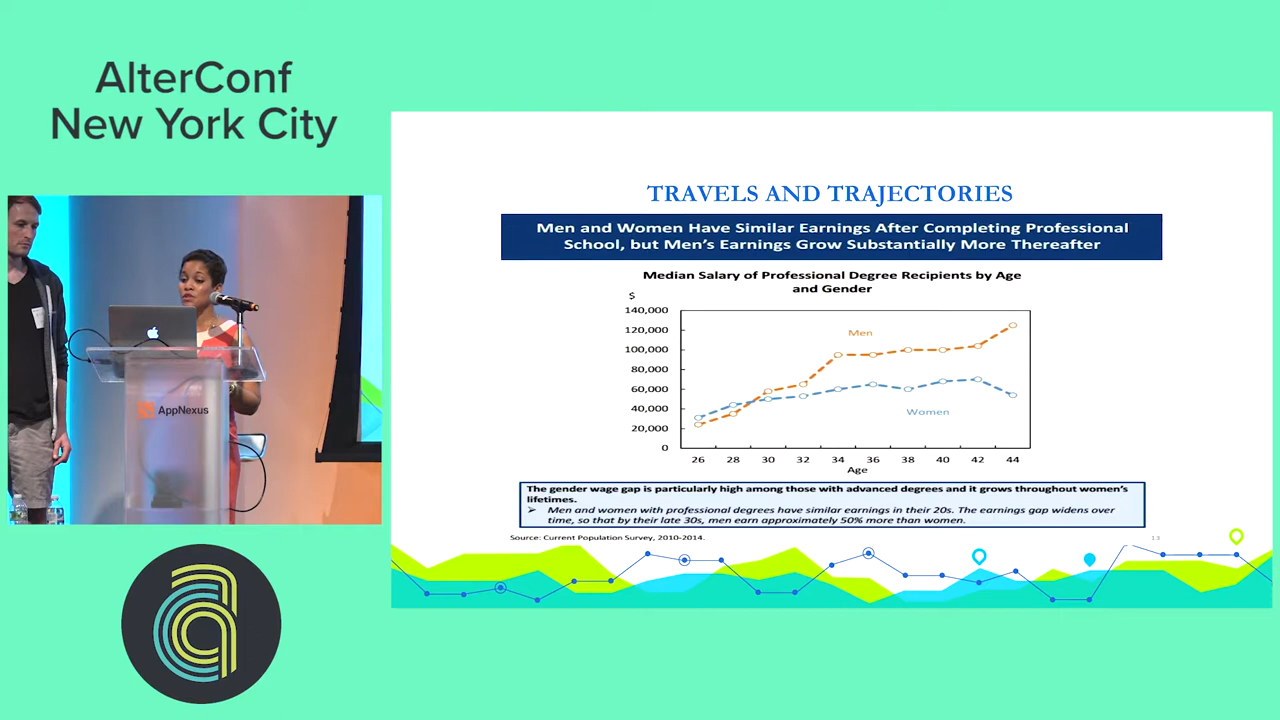 AlterConf
New York City
AppNexus
TRAVELS AND TRAJECTORIES
Men and Women Have Similar Earnings After Completing Professional
School, but Men's Earnings Grow Substantially More Thereafter
Median Salary of Professional Degree Recipients by Age
and Gender
$
140,000
120,000
100,000
80,000
60,000
40,000
20,000
0
Men
Women
26 28 30 32 34 36 38 40 42 44
Age
The gender wage gap is particularly high among those with advanced degrees and it grows throughout women's
lifetimes.
➢ Men and women with professional degrees have similar earnings in their 20s. The earnings gap widens over
time, so that by their late 30s, men earn approximately 50% more than women.
Source: Current Population Survey, 2010-2014.
13